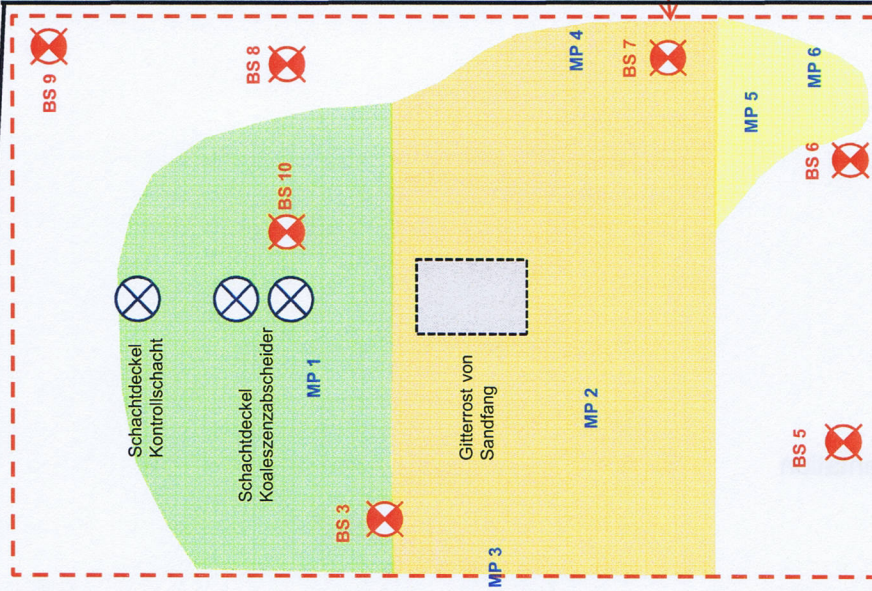 BS 9
BS 8
BS 7
MP 4
MP 5
MP 6
BS 6
BS 10
Schachtdeckel
Kontrollschacht
Schachtdeckel
Koaleszenzabscheider
MP 1
Gitterrost von
Sandfang
MP 2
BS 5
BS 3
MP 3